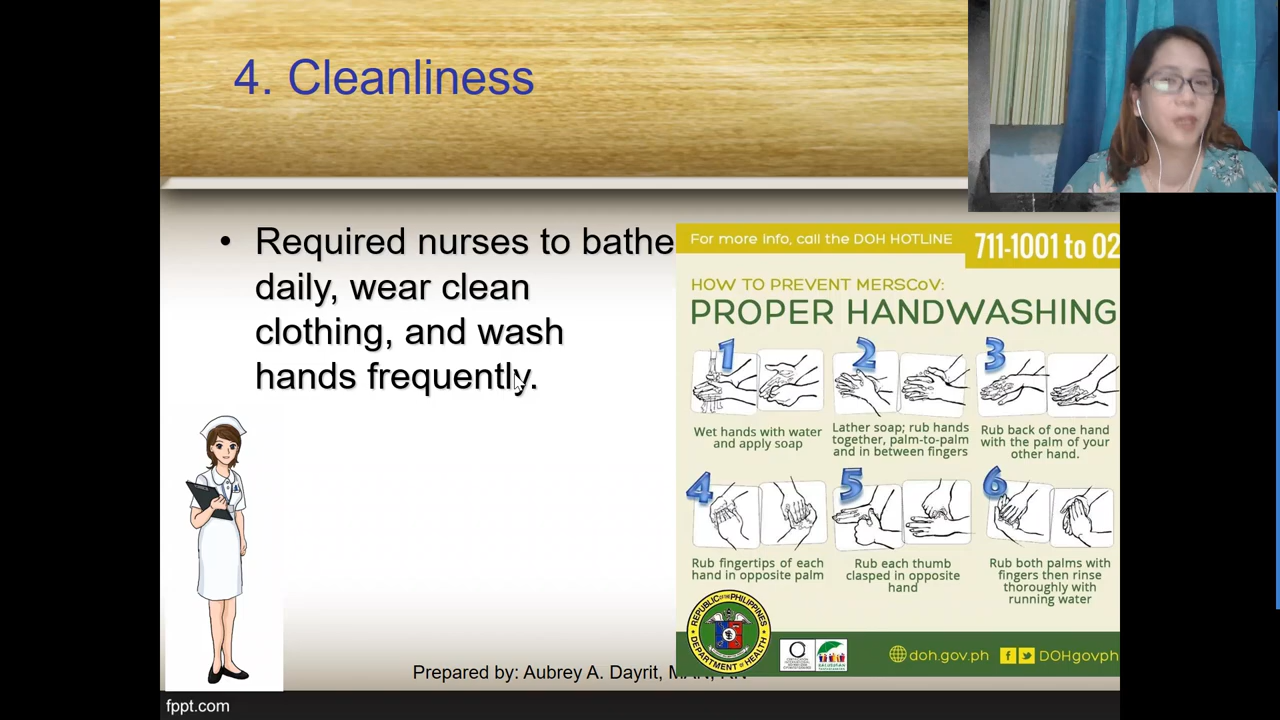 4. Cleanliness
• Required nurses to bathe
daily, wear clean
clothing, and wash
hands frequently.
For more info, call the DOH HOTLINE
711-1001 to 02
HOW TO PREVENT MERSCoV:
PROPER HANDWASHING
1
2
3
Wet hands with water
and apply soap
Lather soap; rub hands
together, palm-to-palm
and in between fingers
Rub back of one hand
with the palm of your
other hand.
4
5
6
Rub fingertips of each
hand in opposite palm
Rub each thumb
clasped in opposite
hand
Rub both palms with
fingers then rinse
thoroughly with
running water
REPUBLIC OF THE PHILIPPINES
DEPARTMENT OF HEALTH
doh.gov.ph
DOHgovph
Prepared by: Aubrey A. Dayrit,
fppt.com